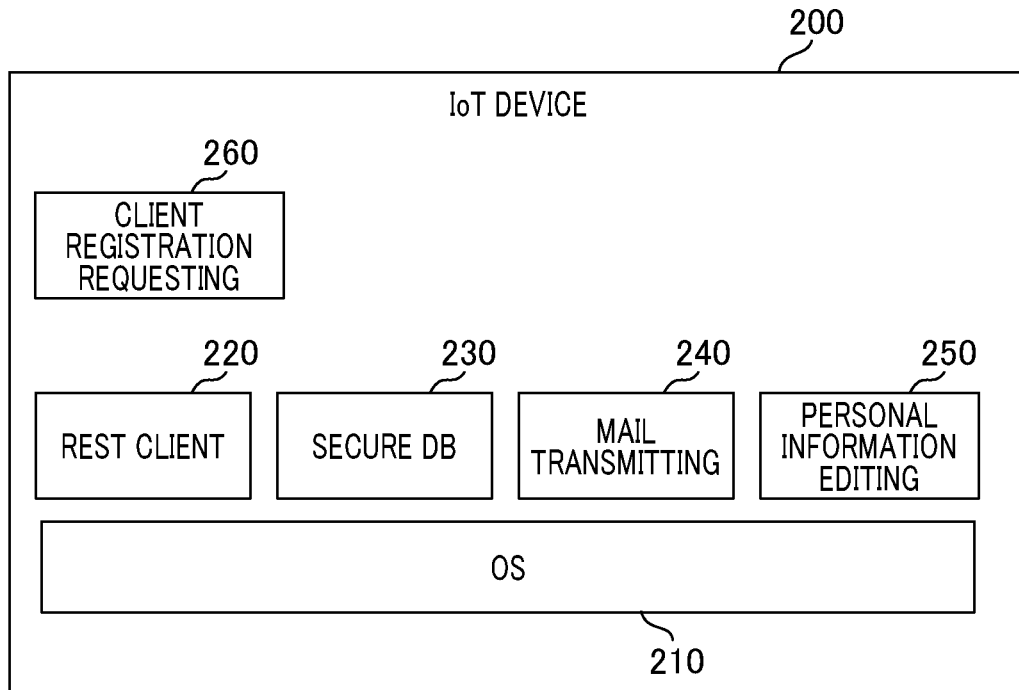 200
IoT DEVICE
260
CLIENT
REGISTRATION
REQUESTING
220
230
240
250
REST CLIENT
SECURE DB
MAIL
TRANSMITTING
PERSONAL
INFORMATION
EDITING
OS
210